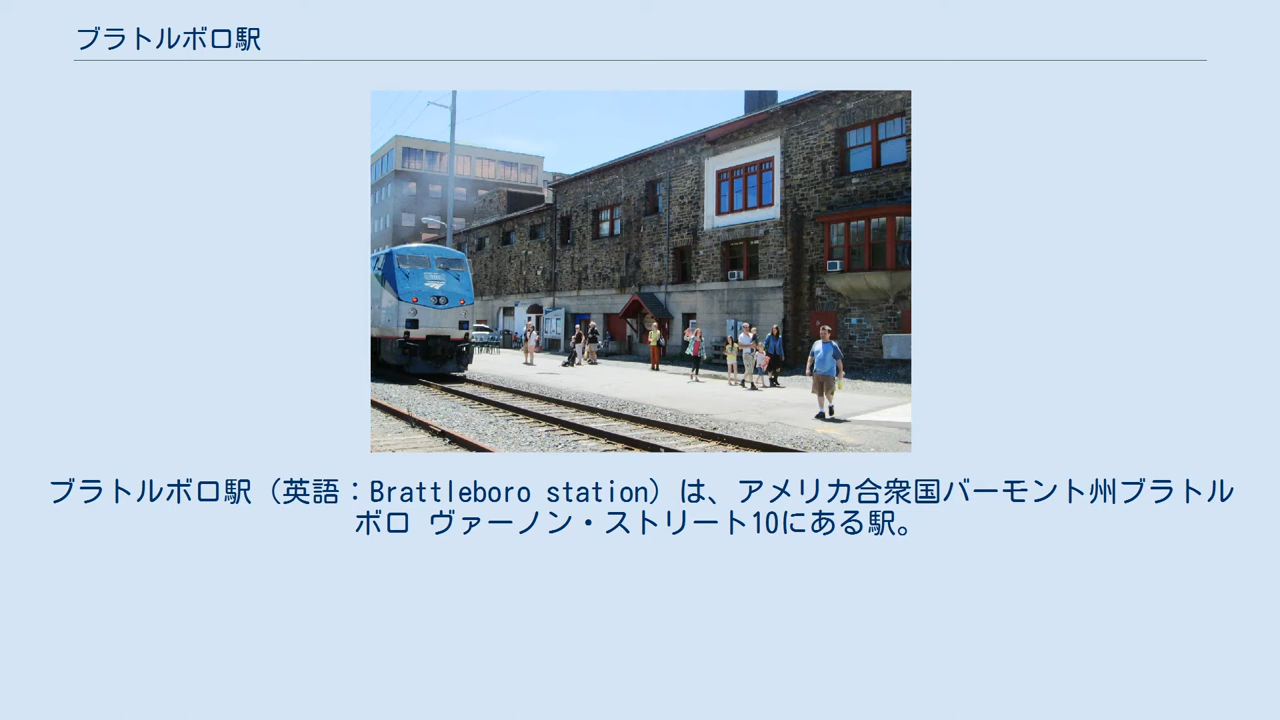 ブラトルボロ駅
ブラトルボロ駅（英語：Brattleboro station）は、アメリカ合衆国バーモント州ブラトル
ボロ ヴァーノン・ストリート10にある駅。